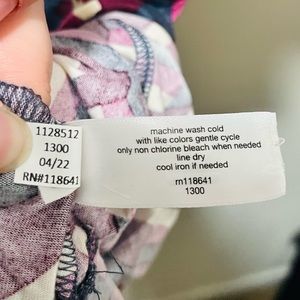 1128512
1300
04/22
RN#118641
machine wash cold
with like colors gentle cycle
only non chlorine bleach when needed
line dry
cool iron if needed
rn118641
1300